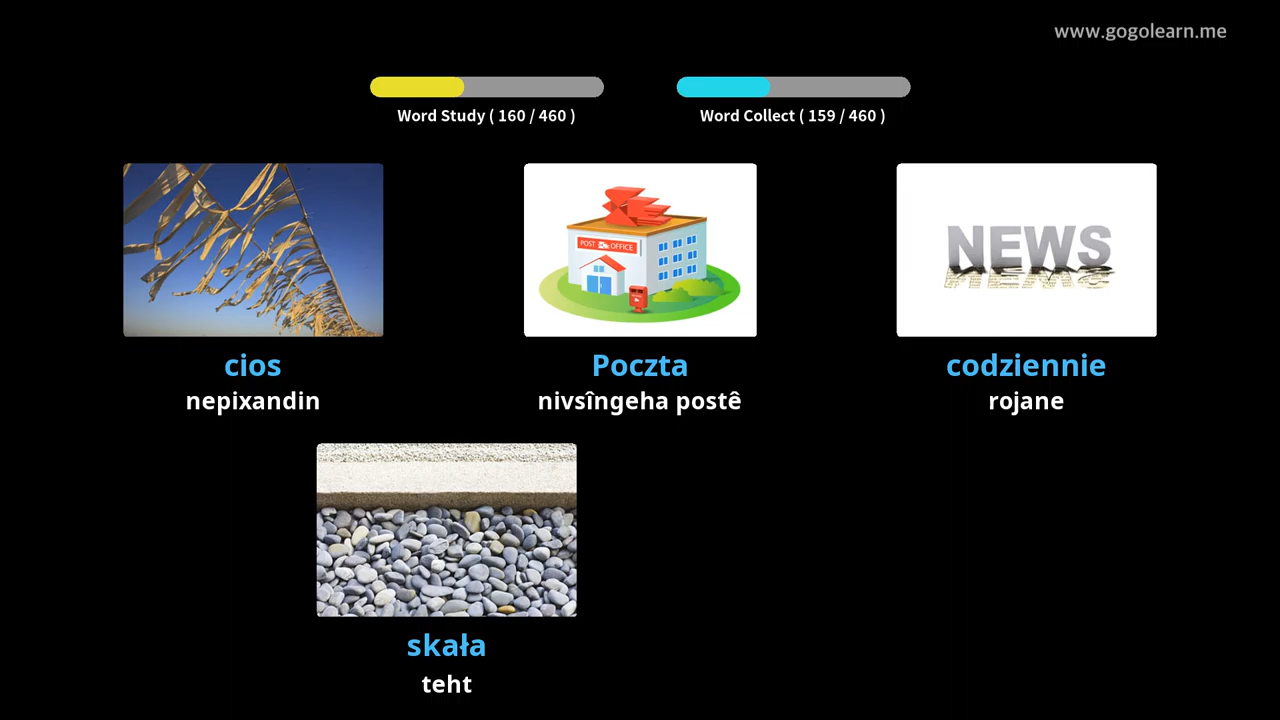 www.gogolearn.me
Word Study ( 160 / 460 )
Word Collect ( 159 / 460 )
POST OFFICE
NEWS
cios
nepixandin
Poczta
nivsîngeha postê
codziennie
rojane
skała
teht